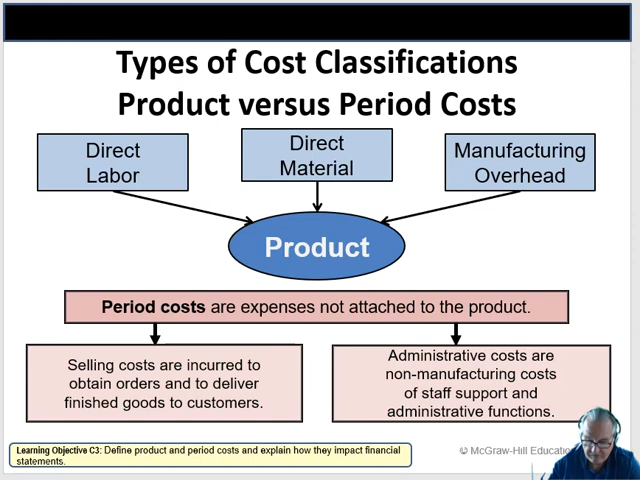 Types of Cost Classifications
Product versus Period Costs
Direct
Labor
Direct
Material
Manufacturing
Overhead
Product
Period costs are expenses not attached to the product.
Selling costs are incurred to
obtain orders and to deliver
finished goods to customers.
Administrative costs are
non-manufacturing costs
of staff support and
administrative functions.
Learning Objective C3: Define product and period costs and explain how they impact financial
statements.
© McGraw-Hill Education